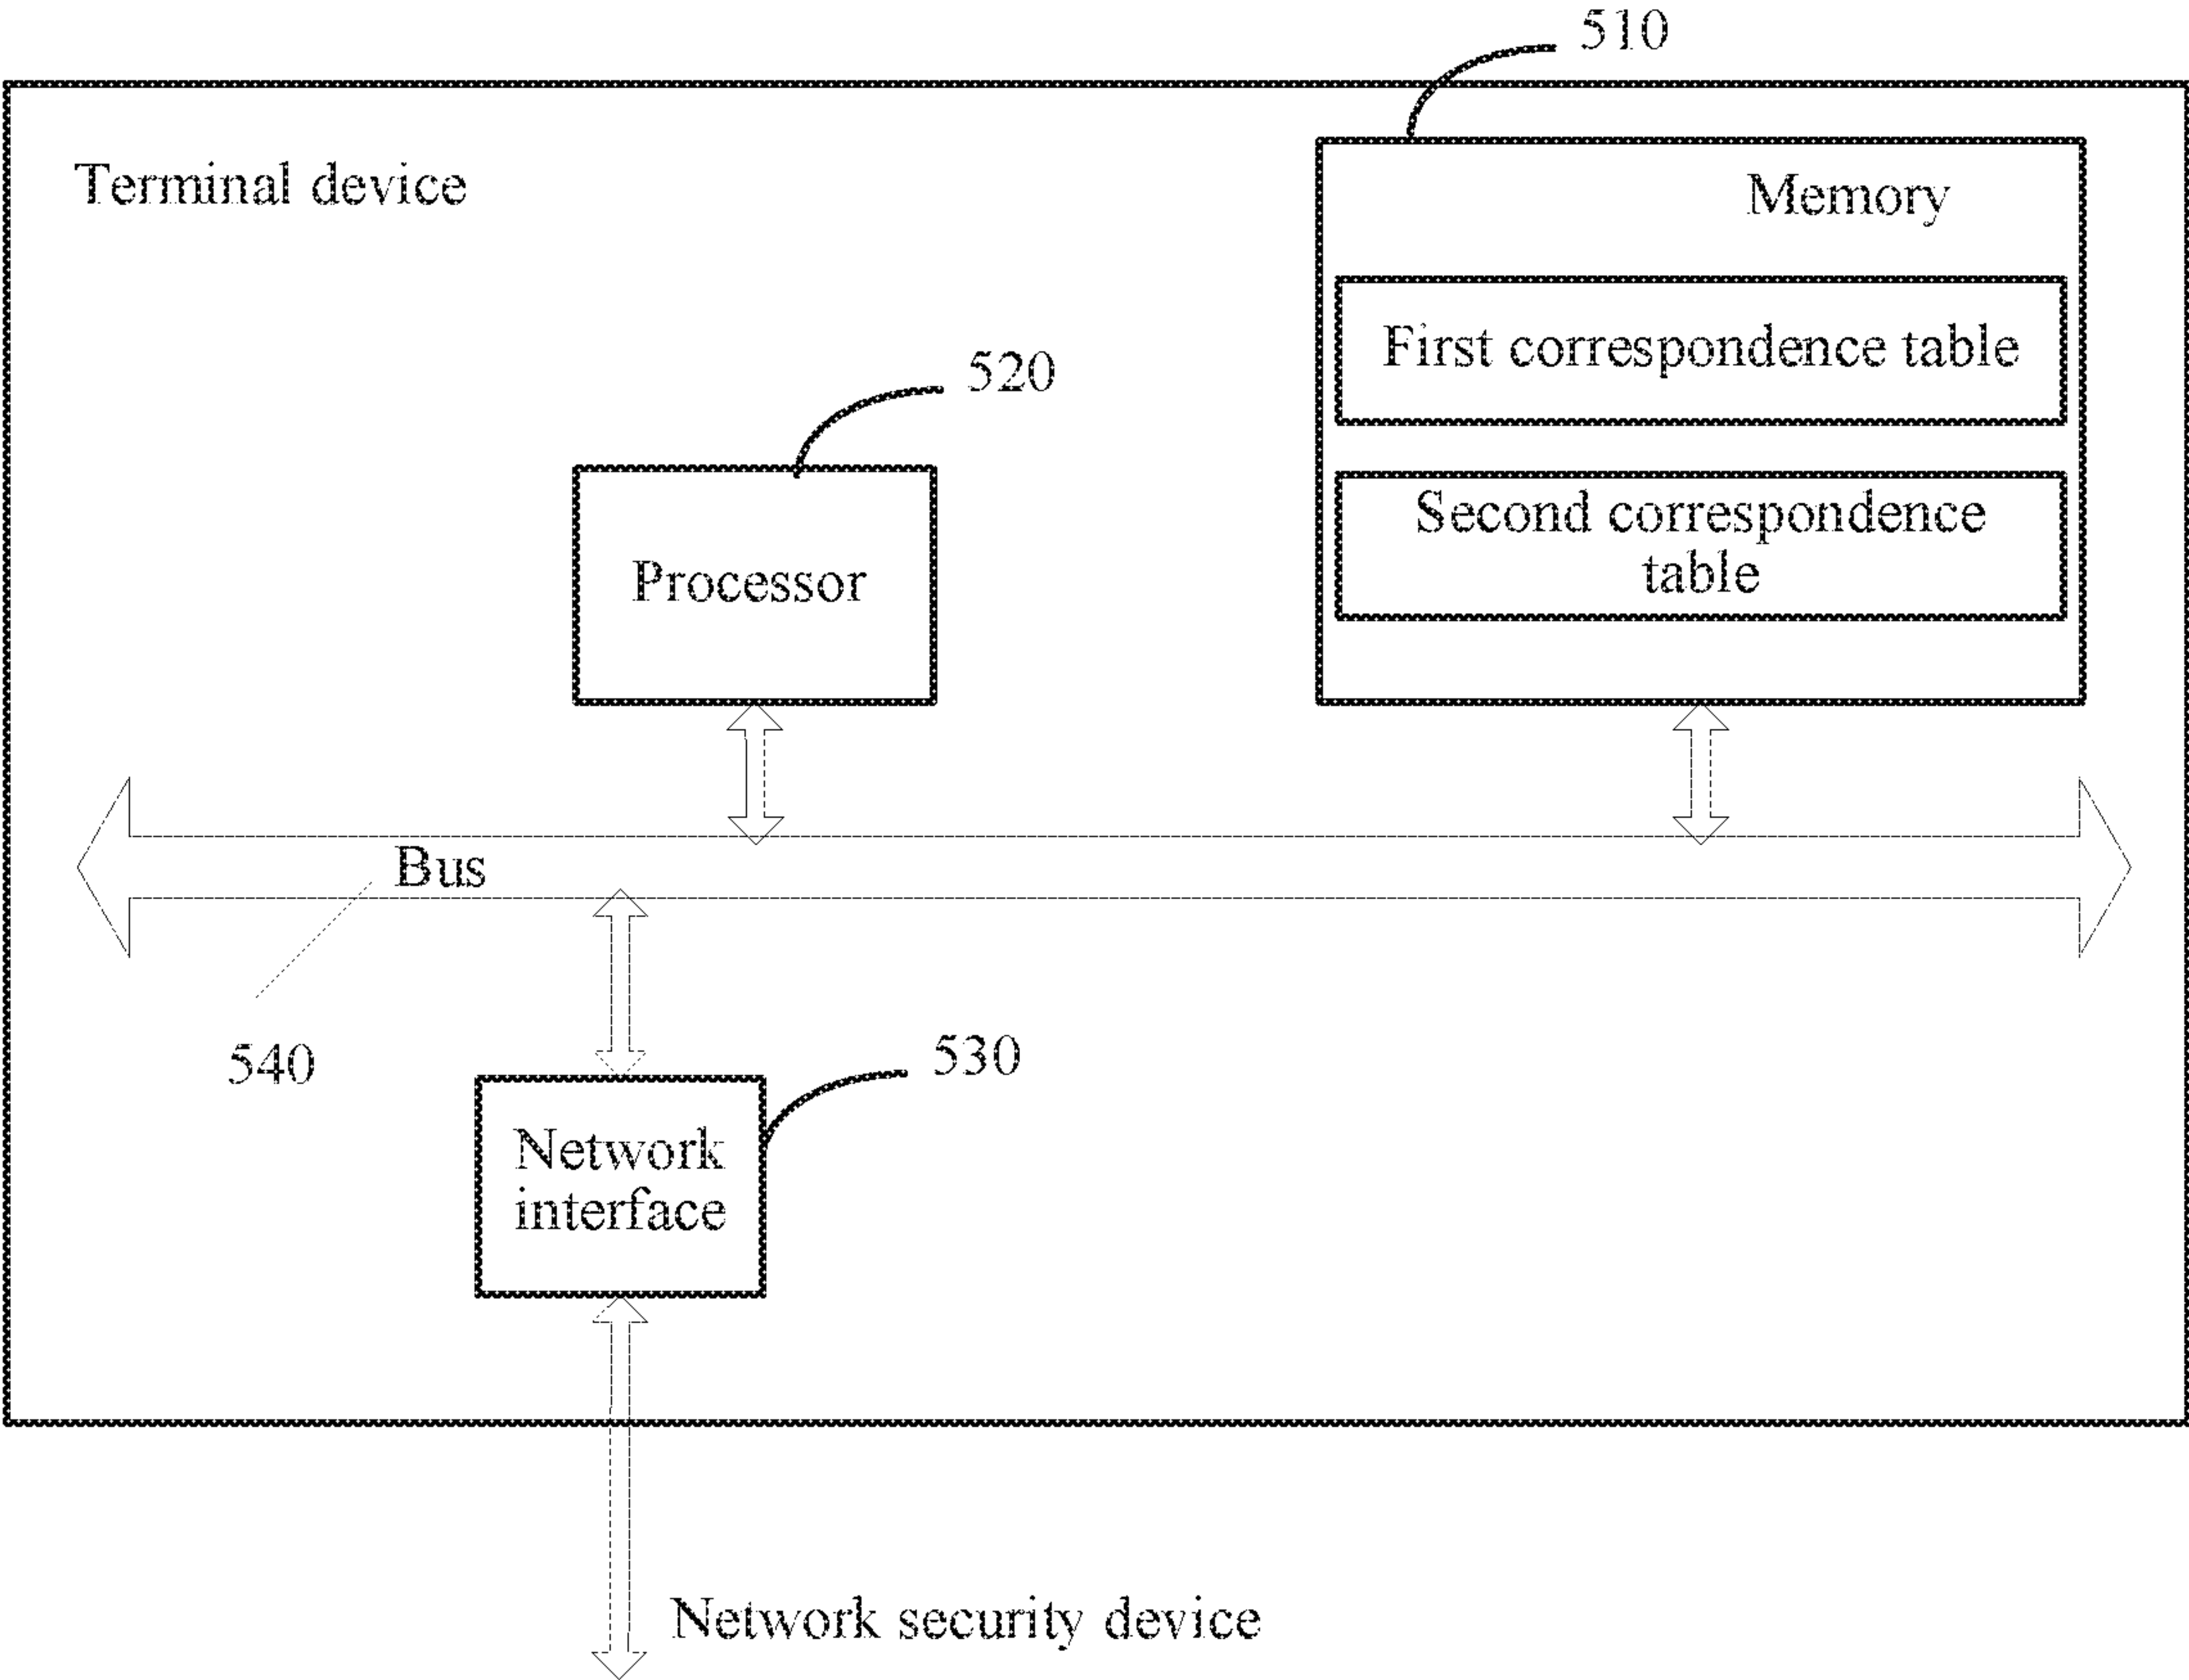 510
Terminal device
Memory
First correspondence table
520
Second correspondence
table
Processor
Bus
540
530
Network
interface
Network security device